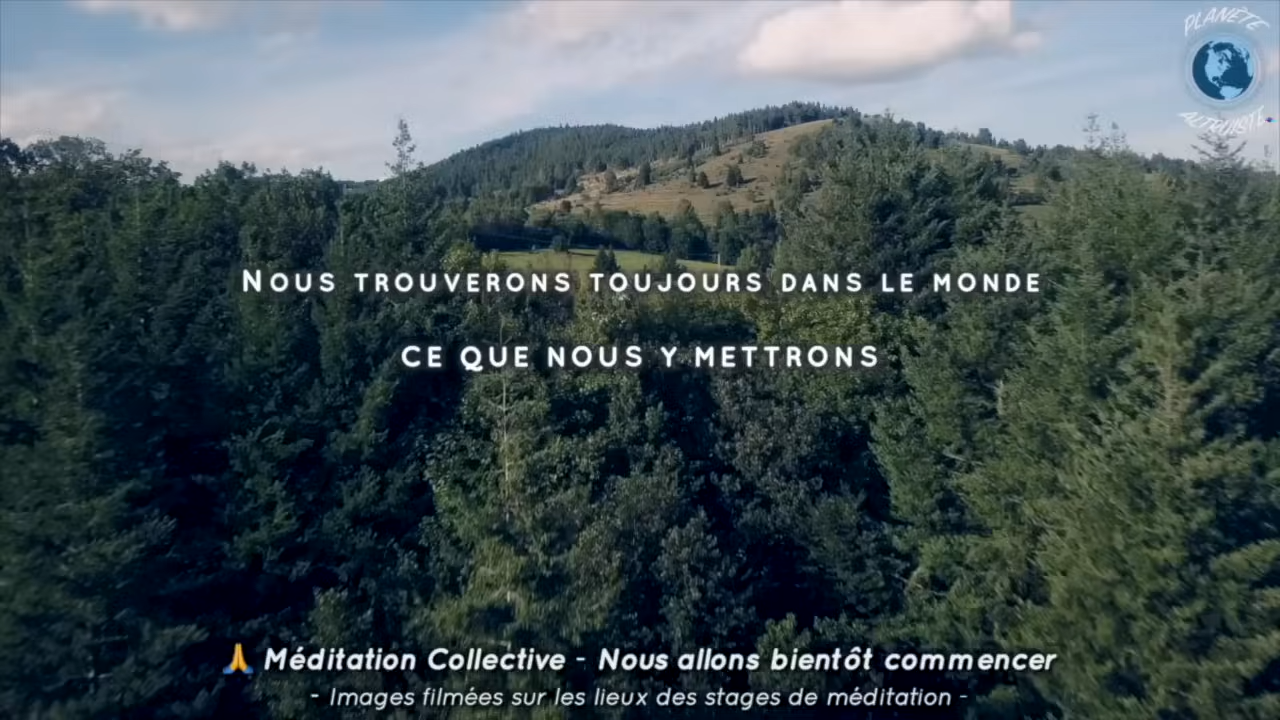 PLANÈTE
ALTRUISTE
Nous trouverons toujours dans le monde
ce que nous y mettrons
🙏 Méditation Collective - Nous allons bientôt commencer
- Images filmées sur les lieux des stages de méditation -